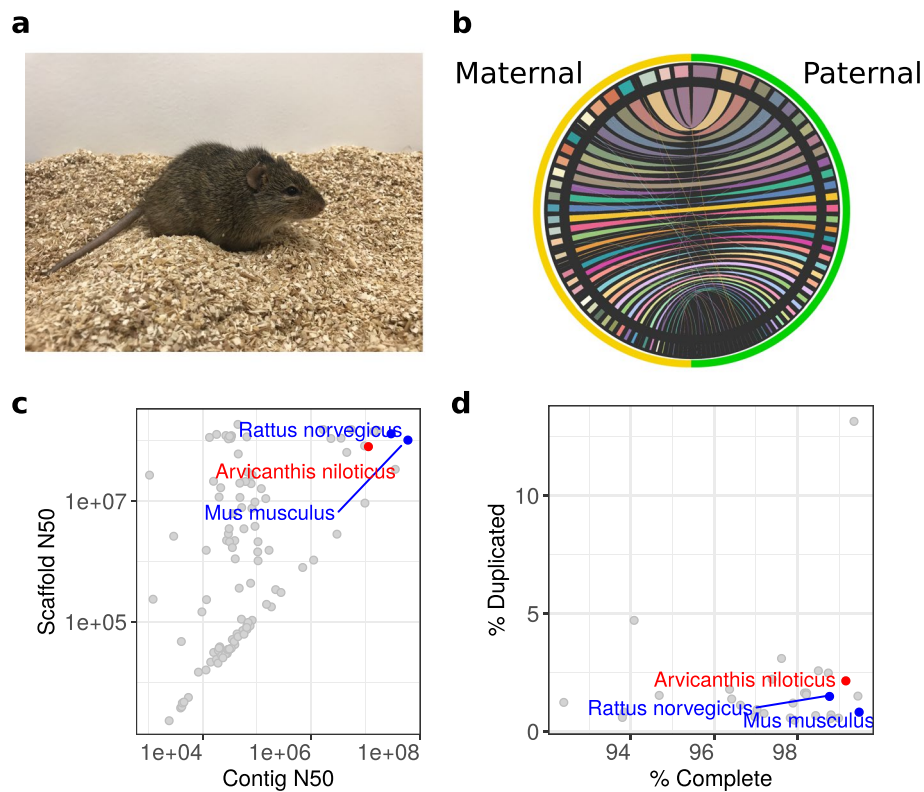 a
b
Maternal
Paternal
c
Scaffold N50
1e+07
1e+05
Rattus norvegicus
Arvicanthis niloticus
Mus musculus
1e+04
1e+06
1e+08
Contig N50
d
% Duplicated
10
5
0
Arvicanthis niloticus
Rattus norvegicus
Mus musculus
94
96
98
% Complete